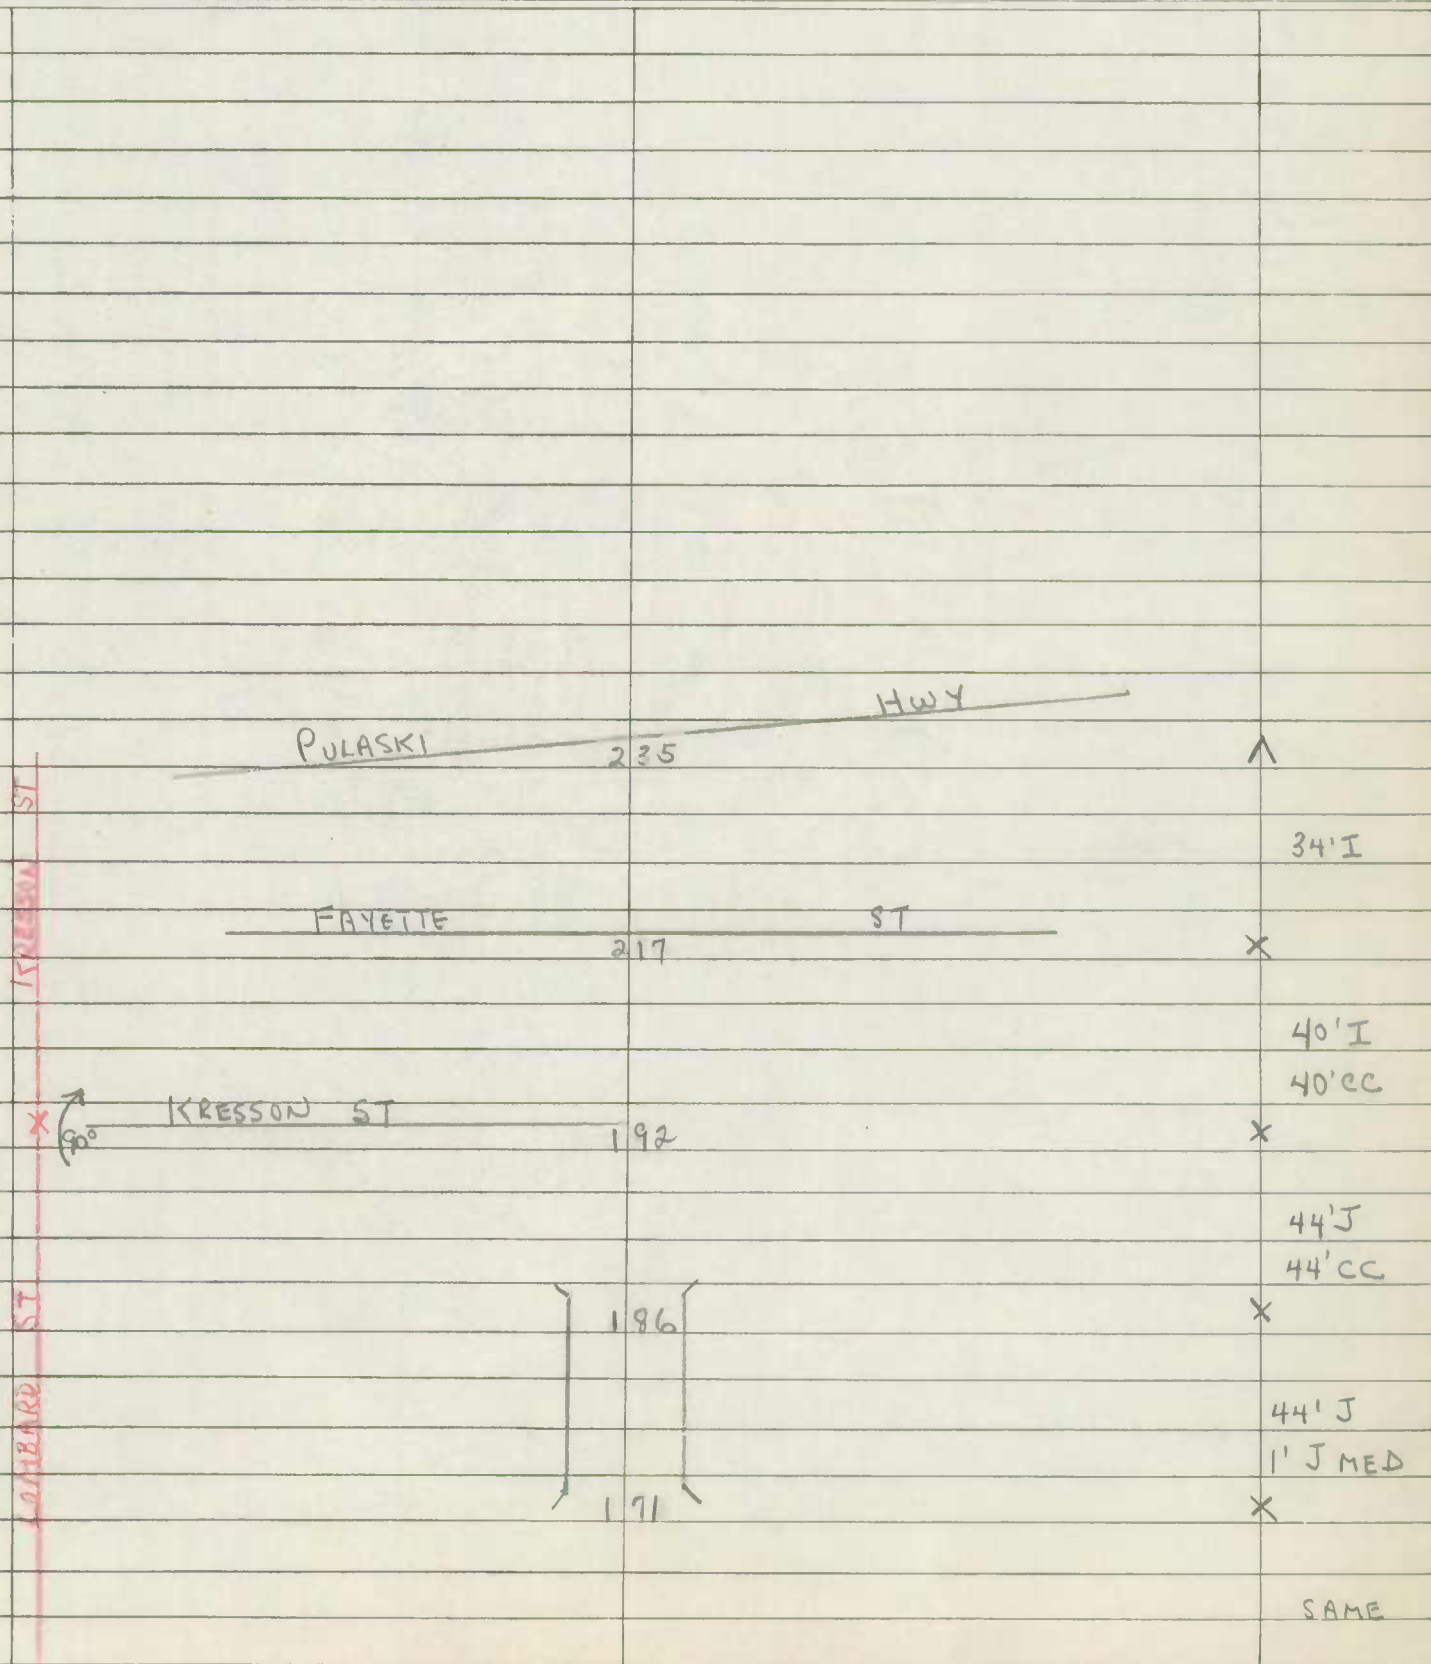 HWY
PULASKI
235
KRESSON ST
34'I
FAYETTE ST
217
40'I
40'CC
KRESSON ST
90°
192
44'J
44'CC
186
LOMBARD ST
44'J
1'J MED
171
SAME